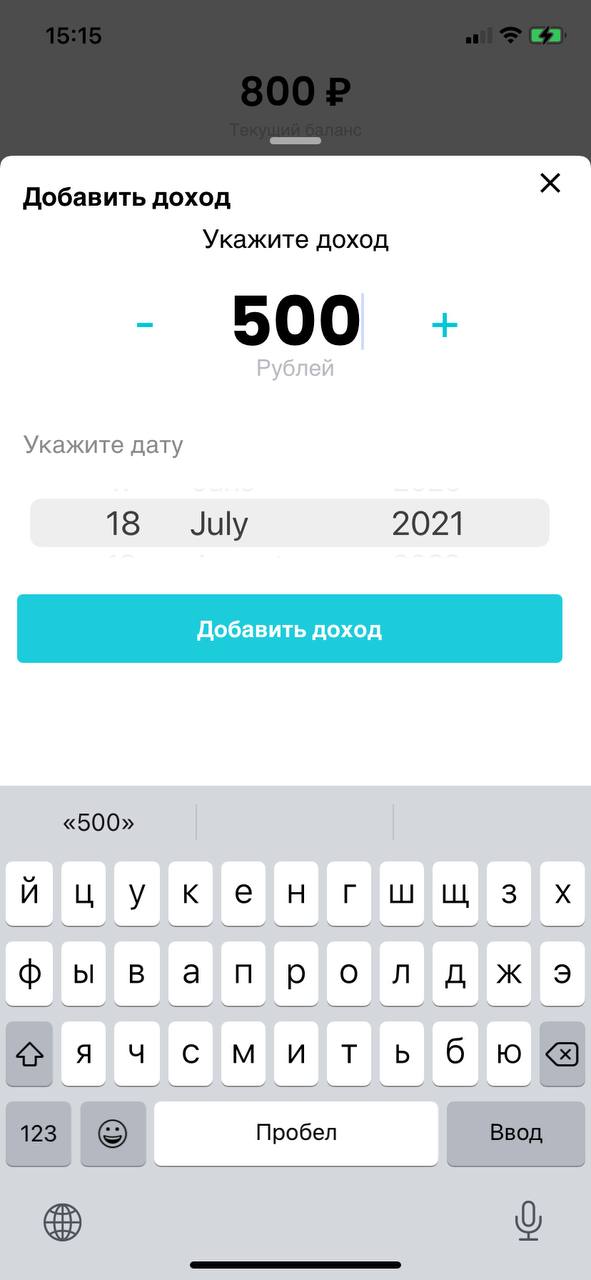 15:15
800 ₽
Текущий баланс
Добавить доход
Укажите доход
- 500 +
Рублей
Укажите дату
18 July 2021
Добавить доход
«500»
й ц у к е н г ш щ з х
ф ы в а п р о л д ж э
я ч с м и т ь б ю
123 Пробел Ввод